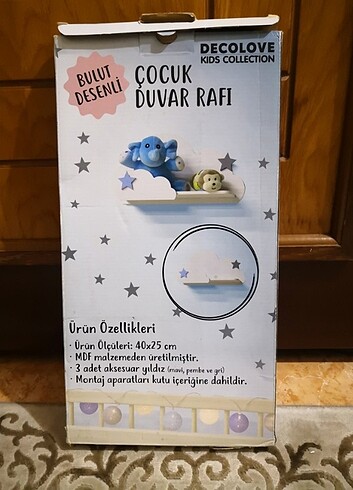 DECOLOVE
KIDS COLLECTION
BULUT
DESENLİ
ÇOCUK
DUVAR RAFI
Ürün Özellikleri
· Ürün Ölçüleri: 40x25 cm
· MDF malzemeden üretilmiştir.
· 3 adet aksesuar yıldız (mavi, pembe ve gri)
· Montaj aparatları kutu içeriğine dahildir.